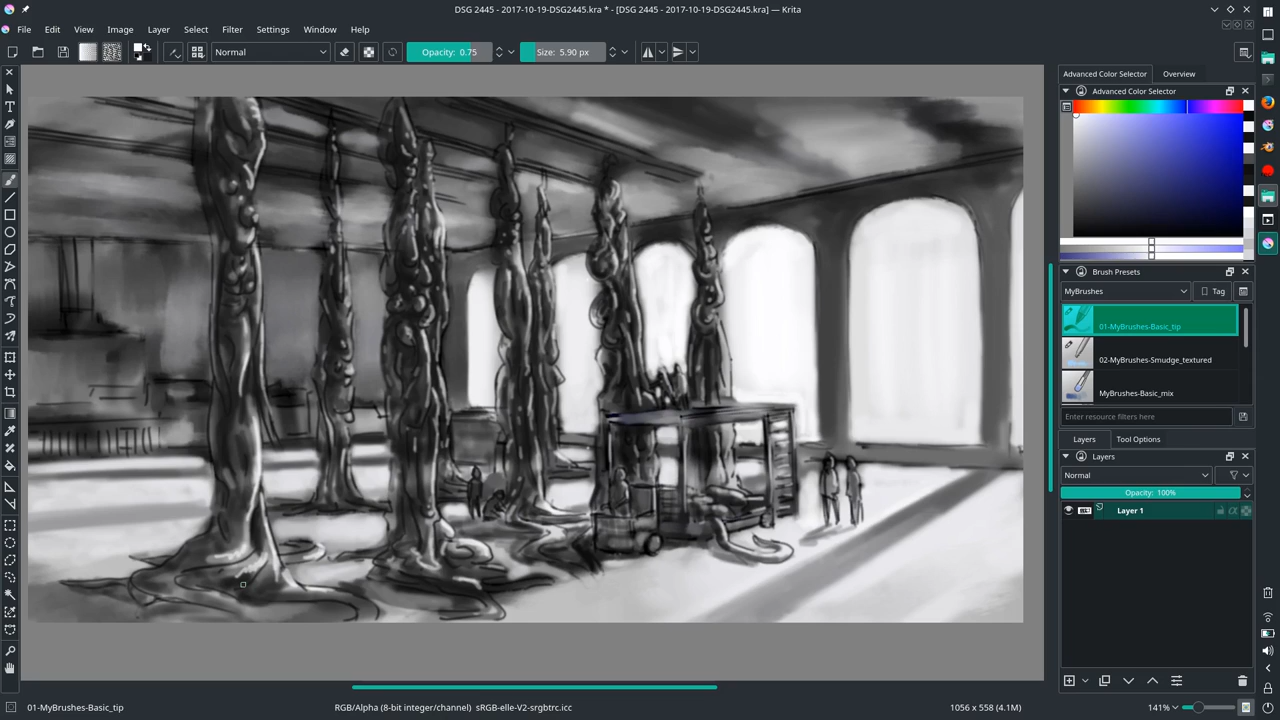 DSG 2445 - 2017-10-19-DSG2445.kra * - [DSG 2445 - 2017-10-19-DSG2445.kra] — Krita
File Edit View Image Layer Select Filter Settings Window Help
Normal
Opacity: 0.75
Size: 5.90 px
Advanced Color Selector
Overview
Advanced Color Selector
Brush Presets
MyBrushes
Tag
01-MyBrushes-Basic_tip
02-MyBrushes-Smudge_textured
MyBrushes-Basic_mix
Enter resource filters here
Layers
Tool Options
Layers
Normal
Opacity: 100%
Layer 1
01-MyBrushes-Basic_tip
RGB/Alpha (8-bit integer/channel) sRGB-elle-V2-srgbtrc.icc
1056 x 558 (4.1M)
141%